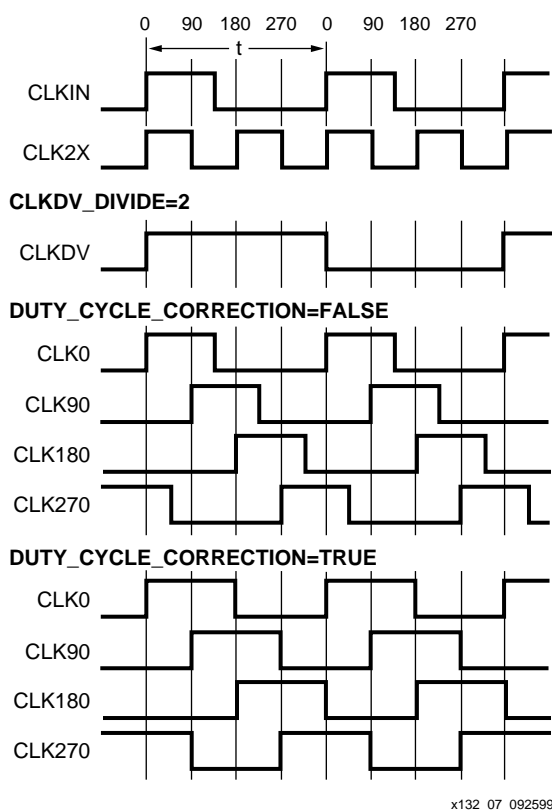 0 90 180 270 0 90 180 270
t
CLKIN
CLK2X
CLKDV_DIVIDE=2
CLKDV
DUTY_CYCLE_CORRECTION=FALSE
CLK0
CLK90
CLK180
CLK270
DUTY_CYCLE_CORRECTION=TRUE
CLK0
CLK90
CLK180
CLK270
x132_07_092599